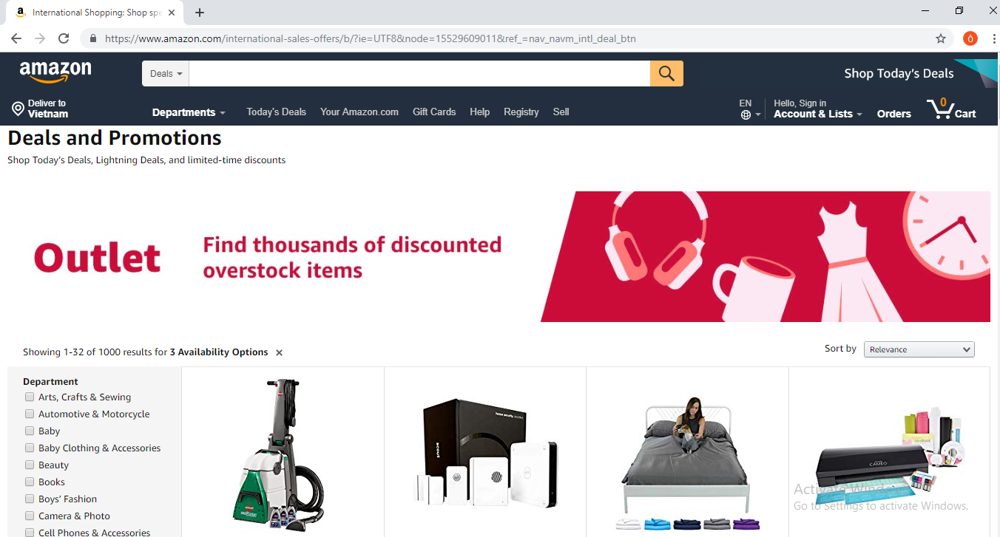 International Shopping: Shop spe
https://www.amazon.com/international-sales-offers/b/?ie=UTF8&node=15529609011&ref_=nav_navm_intl_deal_btn
amazon
Deals
Shop Today's Deals
Deliver to
Vietnam
Departments
Today's Deals
Your Amazon.com
Gift Cards
Help
Registry
Sell
EN
Hello, Sign in
Account & Lists
Orders
0
Cart
Deals and Promotions
Shop Today's Deals, Lightning Deals, and limited-time discounts
Outlet
Find thousands of discounted
overstock items
Showing 1-32 of 1000 results for 3 Availability Options
Sort by
Relevance
Department
Arts, Crafts & Sewing
Automotive & Motorcycle
Baby
Baby Clothing & Accessories
Beauty
Books
Boys' Fashion
Camera & Photo
Cell Phones & Accessories
scout
CAMEO
Activate Windows
Go to Settings to activate Windows.